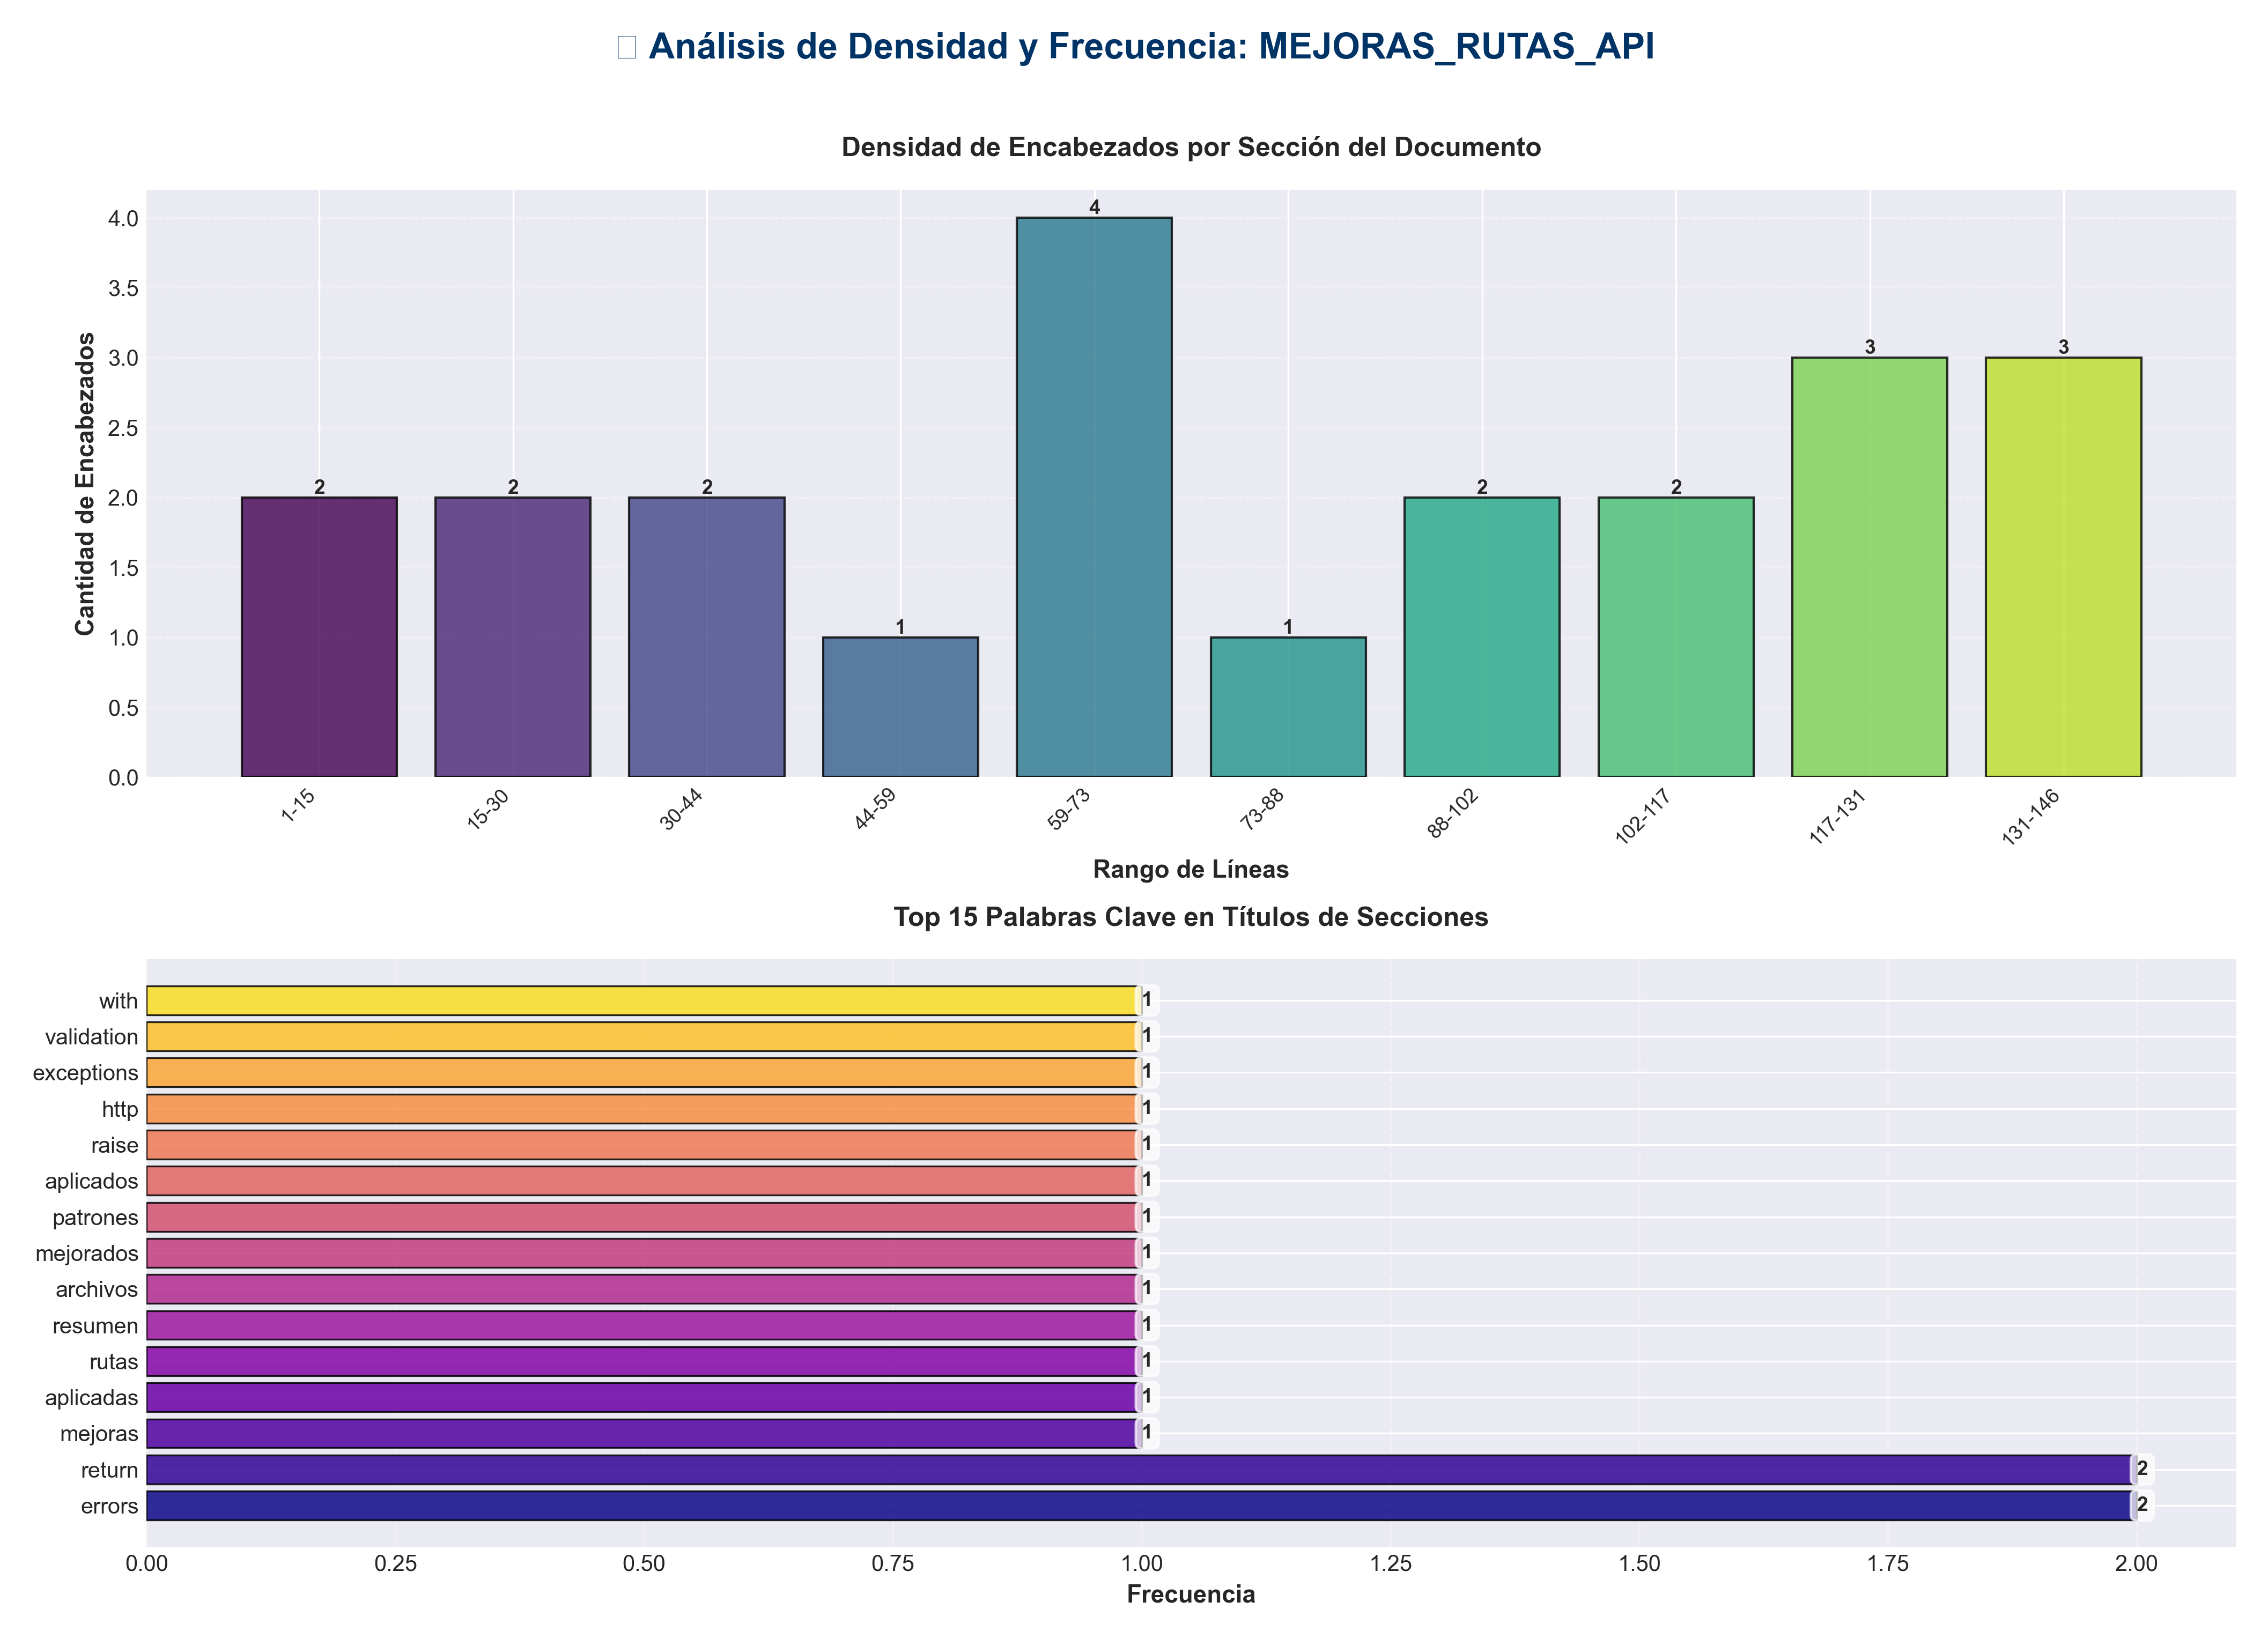 Análisis de Densidad y Frecuencia: MEJORAS_RUTAS_API
Densidad de Encabezados por Sección del Documento
Cantidad de Encabezados
4.0
3.5
3.0
2.5
2.0
1.5
1.0
0.5
0.0
2
2
2
1
4
1
2
2
3
3
1-15
15-30
30-44
44-59
59-73
73-88
88-102
102-117
117-131
131-146
Rango de Líneas
Top 15 Palabras Clave en Títulos de Secciones
with 1
validation 1
exceptions 1
http 1
raise 1
aplicados 1
patrones 1
mejorados 1
archivos 1
resumen 1
rutas 1
aplicadas 1
mejoras 1
return 2
errors 2
0.00 0.25 0.50 0.75 1.00 1.25 1.50 1.75 2.00
Frecuencia